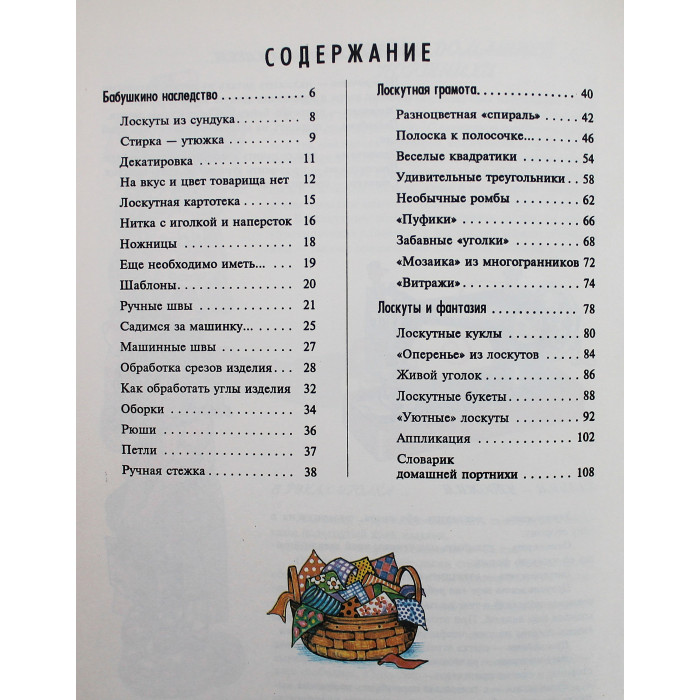 СОДЕРЖАНИЕ
Бабушкино наследство ............ 6
Лоскуты из сундука ............ 8
Стирка — утюжка ............ 9
Декатировка ............ 11
На вкус и цвет товарища нет 12
Лоскутная картотека ............ 15
Нитка с иголкой и наперсток 16
Ножницы ............ 18
Еще необходимо иметь... ............ 19
Шаблоны ............ 20
Ручные швы ............ 21
Садимся за машинку... ............ 25
Машинные швы ............ 27
Обработка срезов изделия .... 28
Как обработать углы изделия 32
Оборки ............ 34
Рюши ............ 36
Петли ............ 37
Ручная стежка ............ 38
Лоскутная грамота ............ 40
Разноцветная «спираль» ..... 42
Полоска к полосочке... ...... 46
Веселые квадратики ............ 54
Удивительные треугольники .. 58
Необычные ромбы ............ 62
«Пуфики» ............ 66
Забавные «уголки» ............ 68
«Мозаика» из многогранников 72
«Витражи» ............ 74
Лоскуты и фантазия ............ 78
Лоскутные куклы ............ 80
«Оперенье» из лоскутов ..... 84
Живой уголок ............ 86
Лоскутные букеты ............ 88
«Уютные» лоскуты ............ 92
Аппликация ............ 102
Словарик
домашней портнихи ....... 108